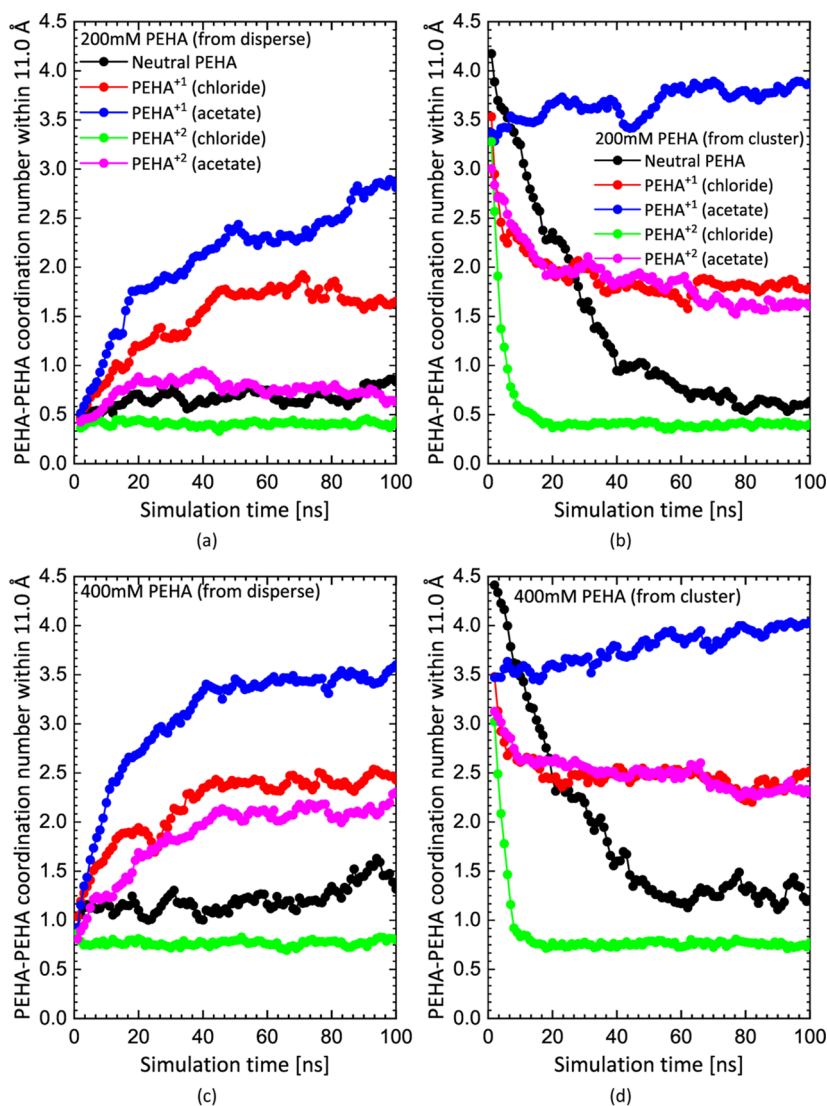 PEHA-PEHA coordination number within 11.0 Å
4.5
4.0
3.5
3.0
2.5
2.0
1.5
1.0
0.5
0.0
200mM PEHA (from disperse)
Neutral PEHA
PEHA+1 (chloride)
PEHA+1 (acetate)
PEHA+2 (chloride)
PEHA+2 (acetate)
0 20 40 60 80 100
Simulation time [ns]
(a)
PEHA-PEHA coordination number within 11.0 Å
4.5
4.0
3.5
3.0
2.5
2.0
1.5
1.0
0.5
0.0
200mM PEHA (from cluster)
Neutral PEHA
PEHA+1 (chloride)
PEHA+1 (acetate)
PEHA+2 (chloride)
PEHA+2 (acetate)
0 20 40 60 80 100
Simulation time [ns]
(b)
PEHA-PEHA coordination number within 11.0 Å
4.5
4.0
3.5
3.0
2.5
2.0
1.5
1.0
0.5
0.0
400mM PEHA (from disperse)
0 20 40 60 80 100
Simulation time [ns]
(c)
PEHA-PEHA coordination number within 11.0 Å
4.5
4.0
3.5
3.0
2.5
2.0
1.5
1.0
0.5
0.0
400mM PEHA (from cluster)
0 20 40 60 80 100
Simulation time [ns]
(d)